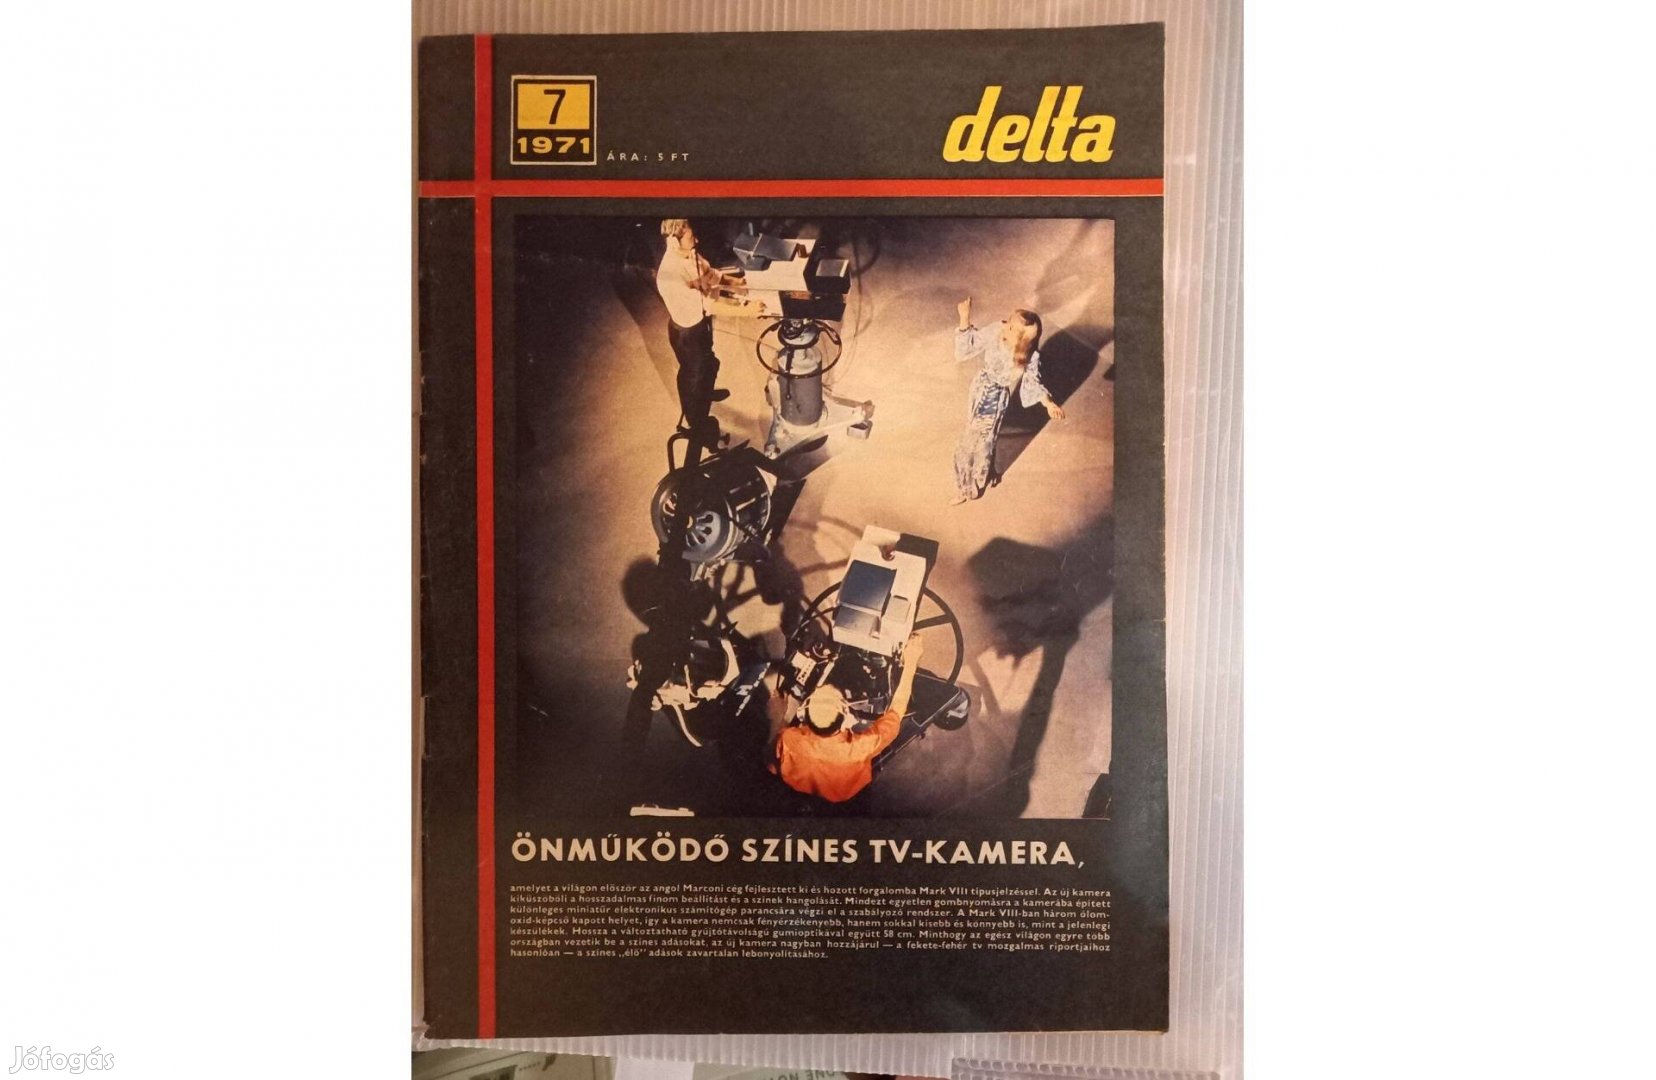 7
1971
ÁRA: 5 FT
delta
ÖNMŰKÖDŐ SZÍNES TV-KAMERA,
amelyet a világon először az angol Marconi cég fejlesztett ki és hozott forgalomba Mark VIII típusjelzéssel. Az új kamera
kiküszöböli a hosszadalmas finom beállítást és a színek hangolását. Mindezt egyetlen gombnyomásra a kamerába épített
különleges miniatűr elektronikus számítógép parancsára végzi el a szabályozó rendszer. A Mark VIII-ban három ólom-
oxid-képcső kapott helyet, így a kamera nemcsak fényérzékenyebb, hanem sokkal kisebb és könnyebb is, mint a jelenlegi
készülékek. Hossza a változtatható gyűjtőtávolságú gumioptikával együtt 58 cm. Minthogy az egész világon egyre több
országban vezetik be a színes adásokat, az új kamera nagyban hozzájárul — a fekete-fehér tv mozgalmas riportjaihoz
hasonlóan — a színes „élő" adások zavartalan lebonyolításához.
Jófogás